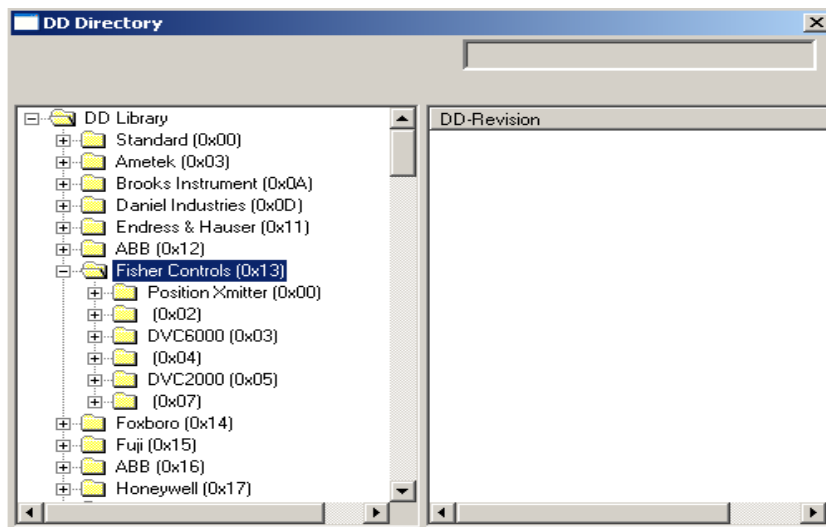 DD Directory
DD Library
Standard (0x00)
Ametek (0x03)
Brooks Instrument (0x0A)
Daniel Industries (0x0D)
Endress & Hauser (0x11)
ABB (0x12)
Fisher Controls (0x13)
Position Xmitter (0x00)
(0x02)
DVC6000 (0x03)
(0x04)
DVC2000 (0x05)
(0x07)
Foxboro (0x14)
Fuji (0x15)
ABB (0x16)
Honeywell (0x17)
DD-Revision